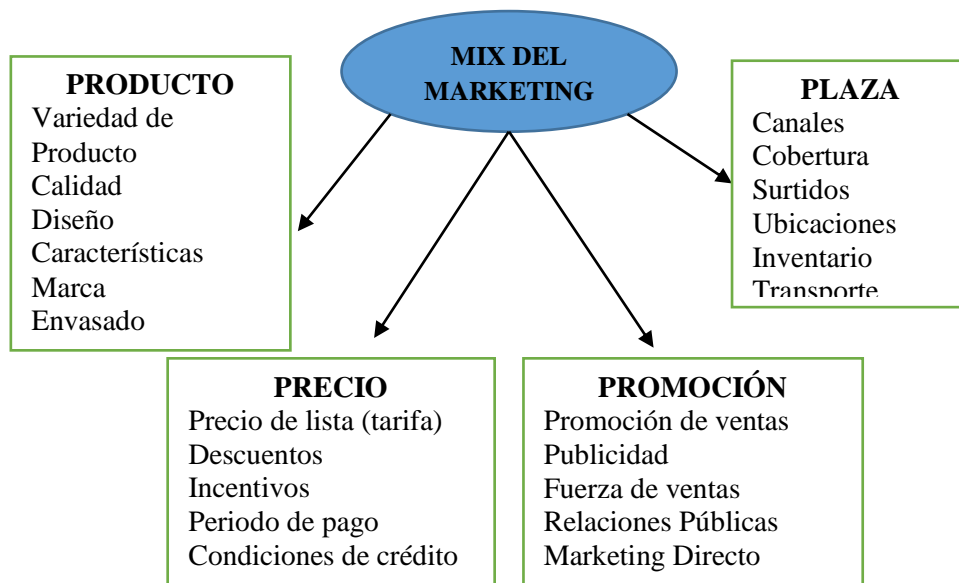 MIX DEL
MARKETING
PRODUCTO
Variedad de
Producto
Calidad
Diseño
Características
Marca
Envasado
PLAZA
Canales
Cobertura
Surtidos
Ubicaciones
Inventario
Transporte
PRECIO
Precio de lista (tarifa)
Descuentos
Incentivos
Periodo de pago
Condiciones de crédito
PROMOCIÓN
Promoción de ventas
Publicidad
Fuerza de ventas
Relaciones Públicas
Marketing Directo